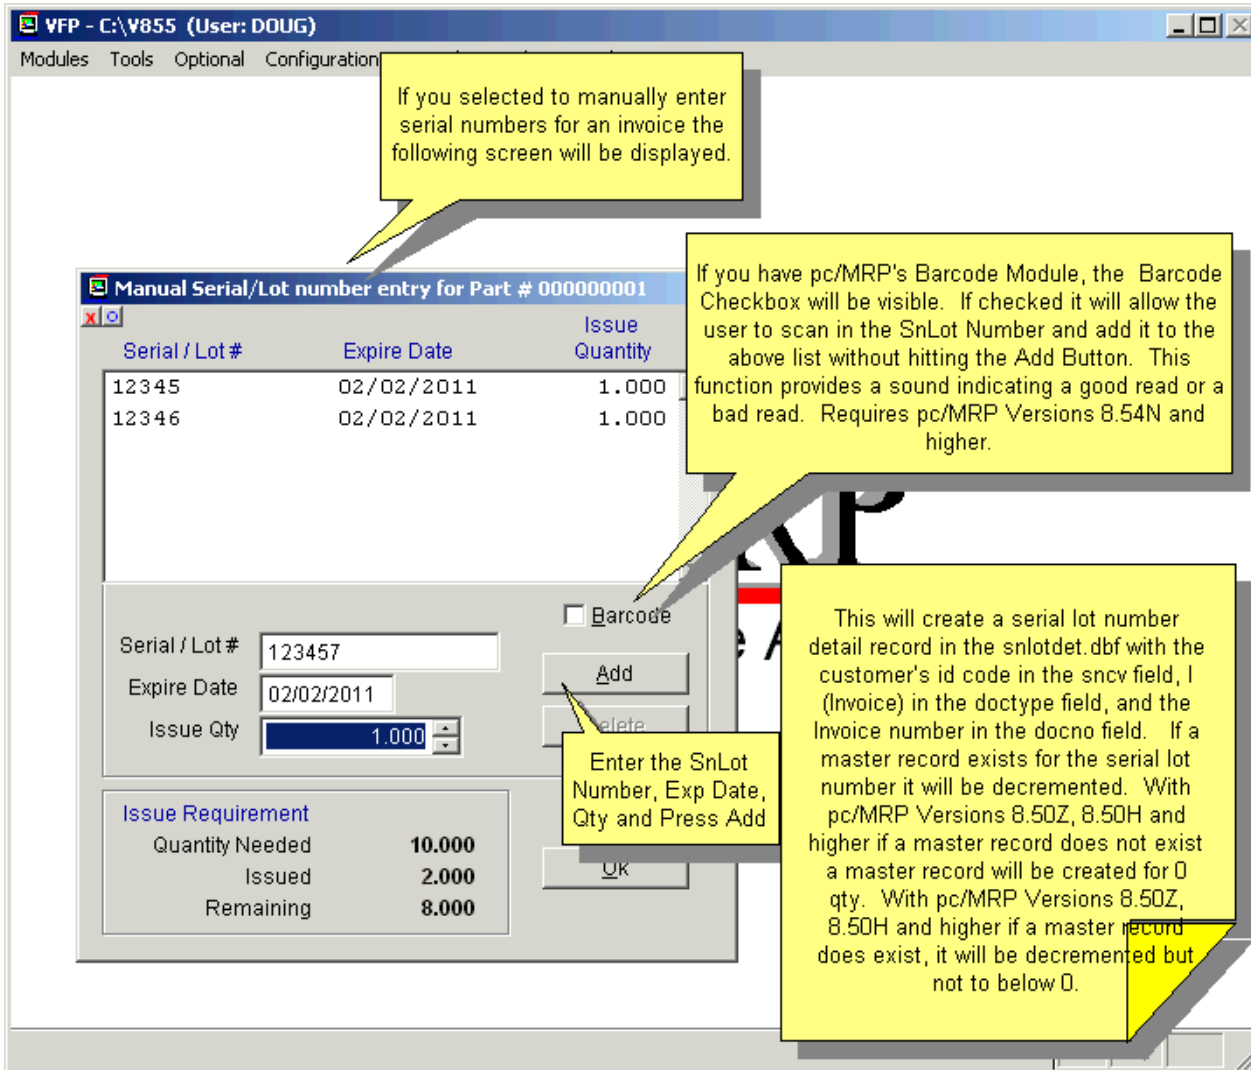 VFP - C:\V855 (User: DOUG)
Modules Tools Optional Configuration
If you selected to manually enter
serial numbers for an invoice the
following screen will be displayed.
Manual Serial/Lot number entry for Part # 000000001
Serial / Lot # Expire Date Issue Quantity
12345 02/02/2011 1.000
12346 02/02/2011 1.000
If you have pc/MRP's Barcode Module, the Barcode
Checkbox will be visible. If checked it will allow the
user to scan in the SnLot Number and add it to the
above list without hitting the Add Button. This
function provides a sound indicating a good read or a
bad read. Requires pc/MRP Versions 8.54N and
higher.
Barcode
Serial / Lot # 123457
Add
Expire Date 02/02/2011
Issue Qty 1.000
Delete
Enter the SnLot
Number, Exp Date,
Qty and Press Add
Issue Requirement
Quantity Needed 10.000
Issued 2.000
Remaining 8.000
Ok
This will create a serial lot number
detail record in the snlotdet.dbf with the
customer's id code in the sncv field, I
(Invoice) in the doctype field, and the
Invoice number in the docno field. If a
master record exists for the serial lot
number it will be decremented. With
pc/MRP Versions 8.50Z, 8.50H and
higher if a master record does not exist
a master record will be created for 0
qty. With pc/MRP Versions 8.50Z,
8.50H and higher if a master record
does exist, it will be decremented but
not to below 0.